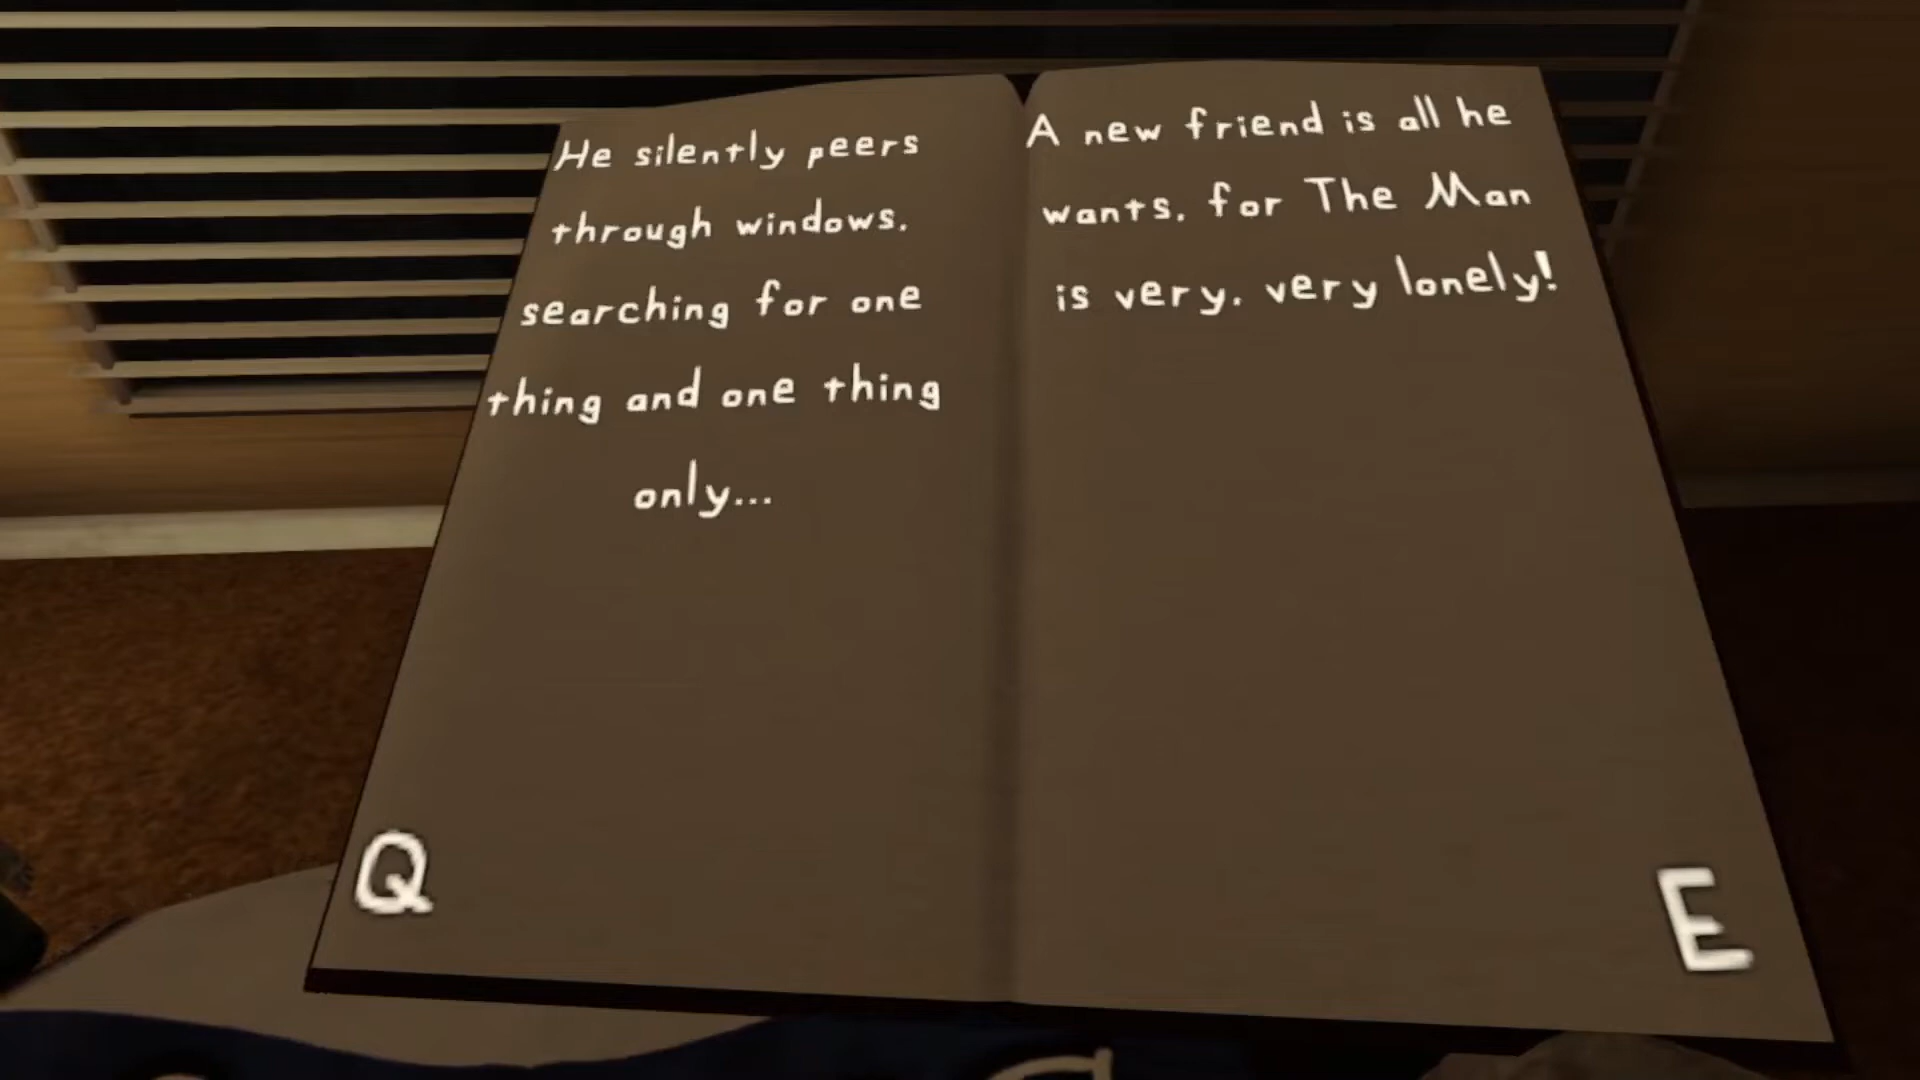 He silently peers
through windows,
searching for one
thing and one thing
only...
A new friend is all he
wants, for The Man
is very, very lonely!
Q
E